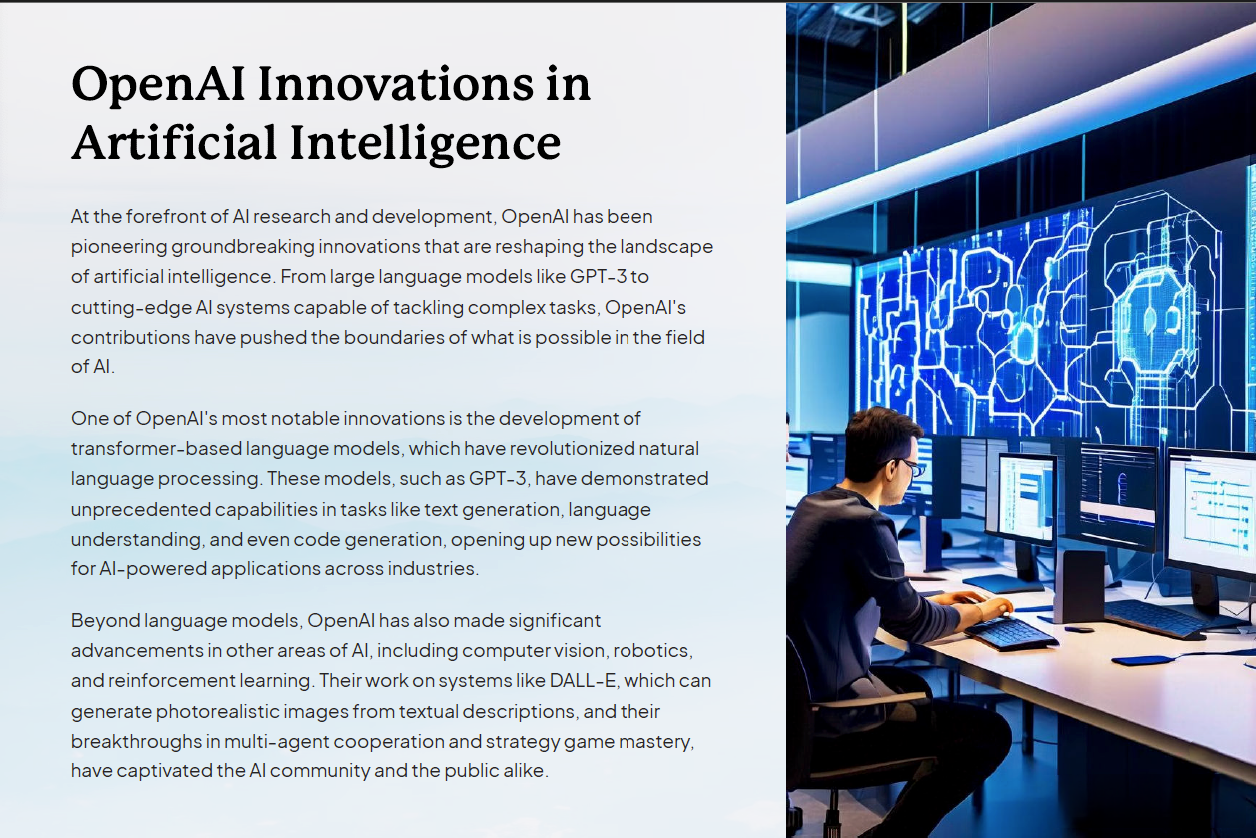 OpenAI Innovations in
Artificial Intelligence
At the forefront of AI research and development, OpenAI has been
pioneering groundbreaking innovations that are reshaping the landscape
of artificial intelligence. From large language models like GPT-3 to
cutting-edge AI systems capable of tackling complex tasks, OpenAI's
contributions have pushed the boundaries of what is possible in the field
of AI.
One of OpenAI's most notable innovations is the development of
transformer-based language models, which have revolutionized natural
language processing. These models, such as GPT-3, have demonstrated
unprecedented capabilities in tasks like text generation, language
understanding, and even code generation, opening up new possibilities
for AI-powered applications across industries.
Beyond language models, OpenAI has also made significant
advancements in other areas of AI, including computer vision, robotics,
and reinforcement learning. Their work on systems like DALL-E, which can
generate photorealistic images from textual descriptions, and their
breakthroughs in multi-agent cooperation and strategy game mastery,
have captivated the AI community and the public alike.